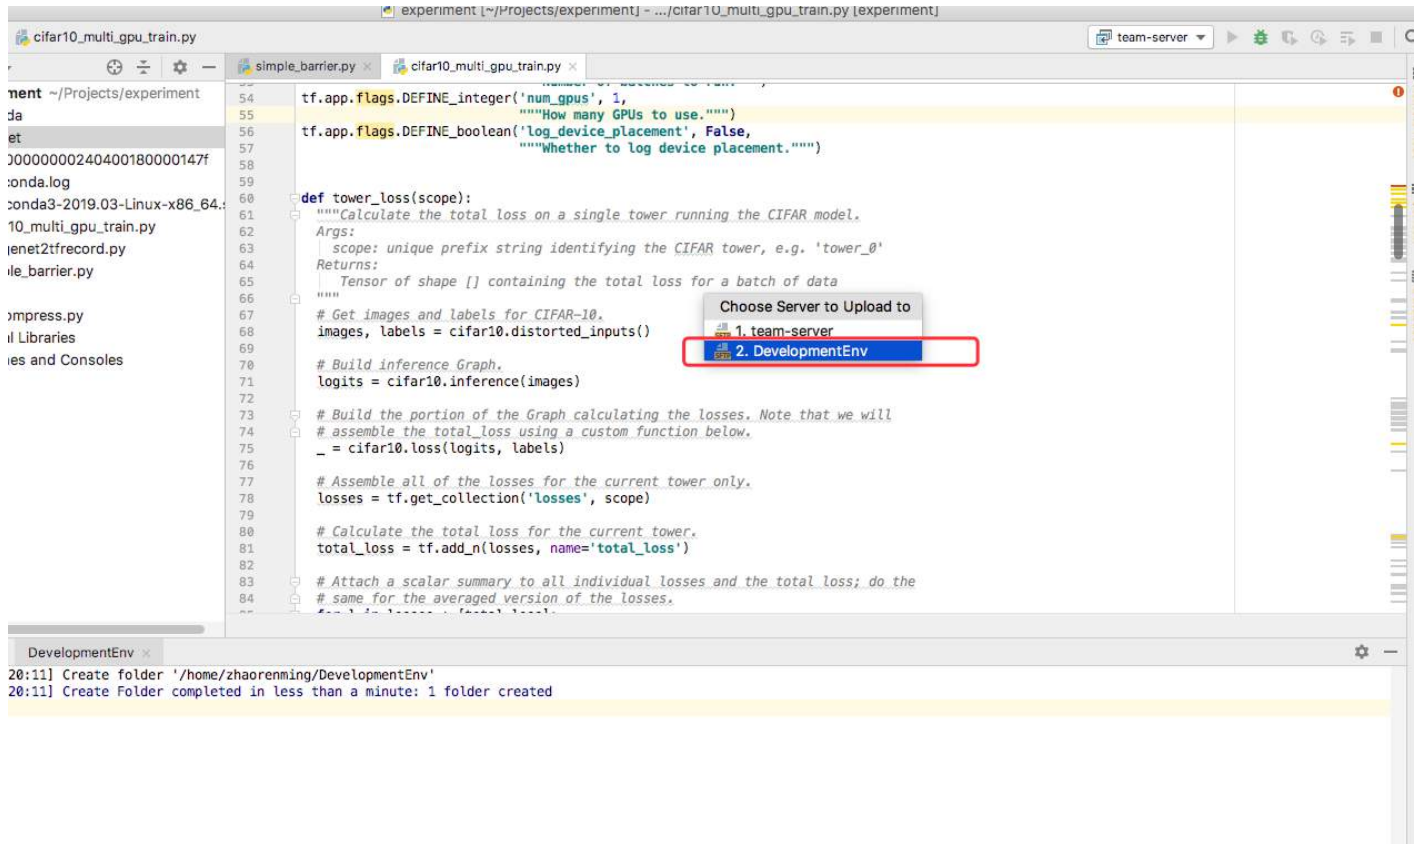 experiment [~/Projects/experiment] - .../cifar10_multi_gpu_train.py [experiment]
cifar10_multi_gpu_train.py
team-server
simple_barrier.py
cifar10_multi_gpu_train.py
ment ~/Projects/experiment
da
et
00000000024040018000​0147f
conda.log
conda3-2019.03-Linux-x86_64.s
10_multi_gpu_train.py
genet2tfrecord.py
ple_barrier.py
ompress.py
al Libraries
hes and Consoles
54 tf.app.flags.DEFINE_integer('num_gpus', 1,
55 """How many GPUs to use.""")
56 tf.app.flags.DEFINE_boolean('log_device_placement', False,
57 """Whether to log device placement.""")
58
59
60 def tower_loss(scope):
61 """Calculate the total loss on a single tower running the CIFAR model.
62 Args:
63 scope: unique prefix string identifying the CIFAR tower, e.g. 'tower_0'
64 Returns:
65 Tensor of shape [] containing the total loss for a batch of data
66 """
67 # Get images and labels for CIFAR-10.
68 images, labels = cifar10.distorted_inputs()
69
70 # Build inference Graph.
71 logits = cifar10.inference(images)
72
73 # Build the portion of the Graph calculating the losses. Note that we will
74 # assemble the total_loss using a custom function below.
75 _ = cifar10.loss(logits, labels)
76
77 # Assemble all of the losses for the current tower only.
78 losses = tf.get_collection('losses', scope)
79
80 # Calculate the total loss for the current tower.
81 total_loss = tf.add_n(losses, name='total_loss')
82
83 # Attach a scalar summary to all individual losses and the total loss; do the
84 # same for the averaged version of the losses.
Choose Server to Upload to
1. team-server
2. DevelopmentEnv
DevelopmentEnv
20:11] Create folder '/home/zhaorenming/DevelopmentEnv'
20:11] Create Folder completed in less than a minute: 1 folder created